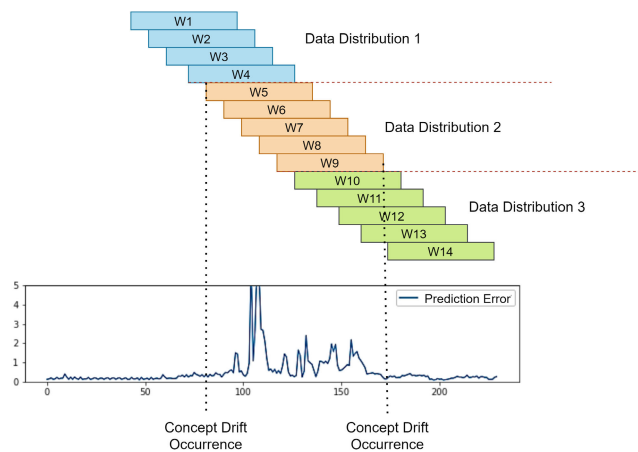 W1
W2
Data Distribution 1
W3
W4
W5
W6
W7
Data Distribution 2
W8
W9
W10
W11
W12
Data Distribution 3
W13
W14
5
4
3
2
1
0
Prediction Error
0 50 100 150 200
Concept Drift
Occurrence
Concept Drift
Occurrence